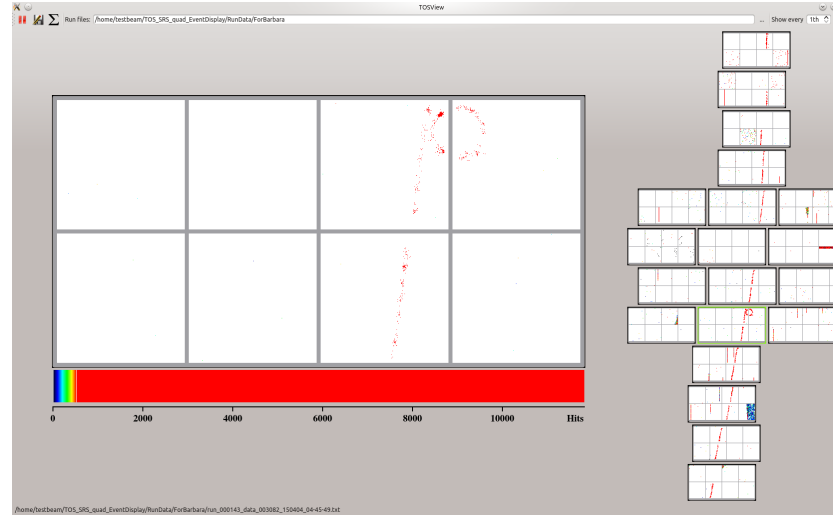 TOSView
Run files: /home/testbeam/TOS_SRS_quad_EventDisplay/RunData/ForBarbara ... Show every 1th
0 2000 4000 6000 8000 10000 Hits
/home/testbeam/TOS_SRS_quad_EventDisplay/RunData/ForBarbara/run_000143_data_003082_150404_04-45-49.txt